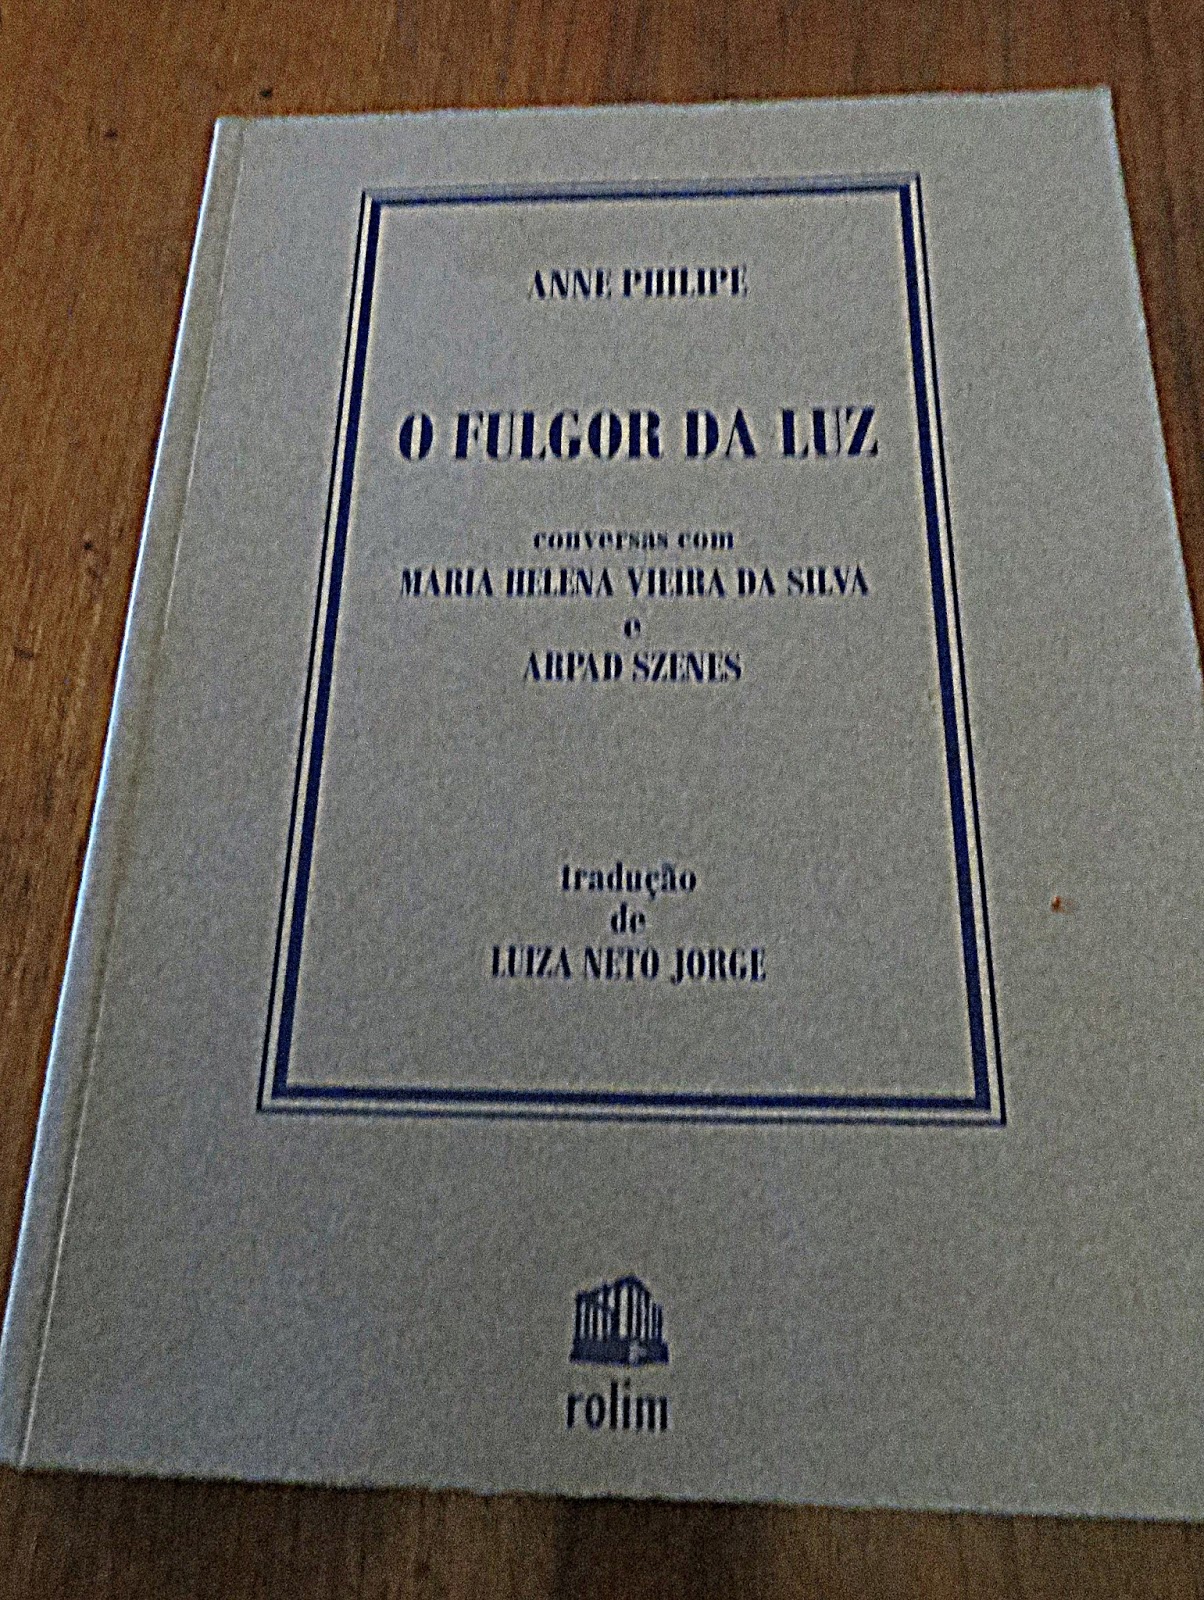 ANNE PHILIPE
O FULGOR DA LUZ
conversas com
MARIA HELENA VIEIRA DA SILVA
e
ARPAD SZENES
tradução
de
LUIZA NETO JORGE
rolim